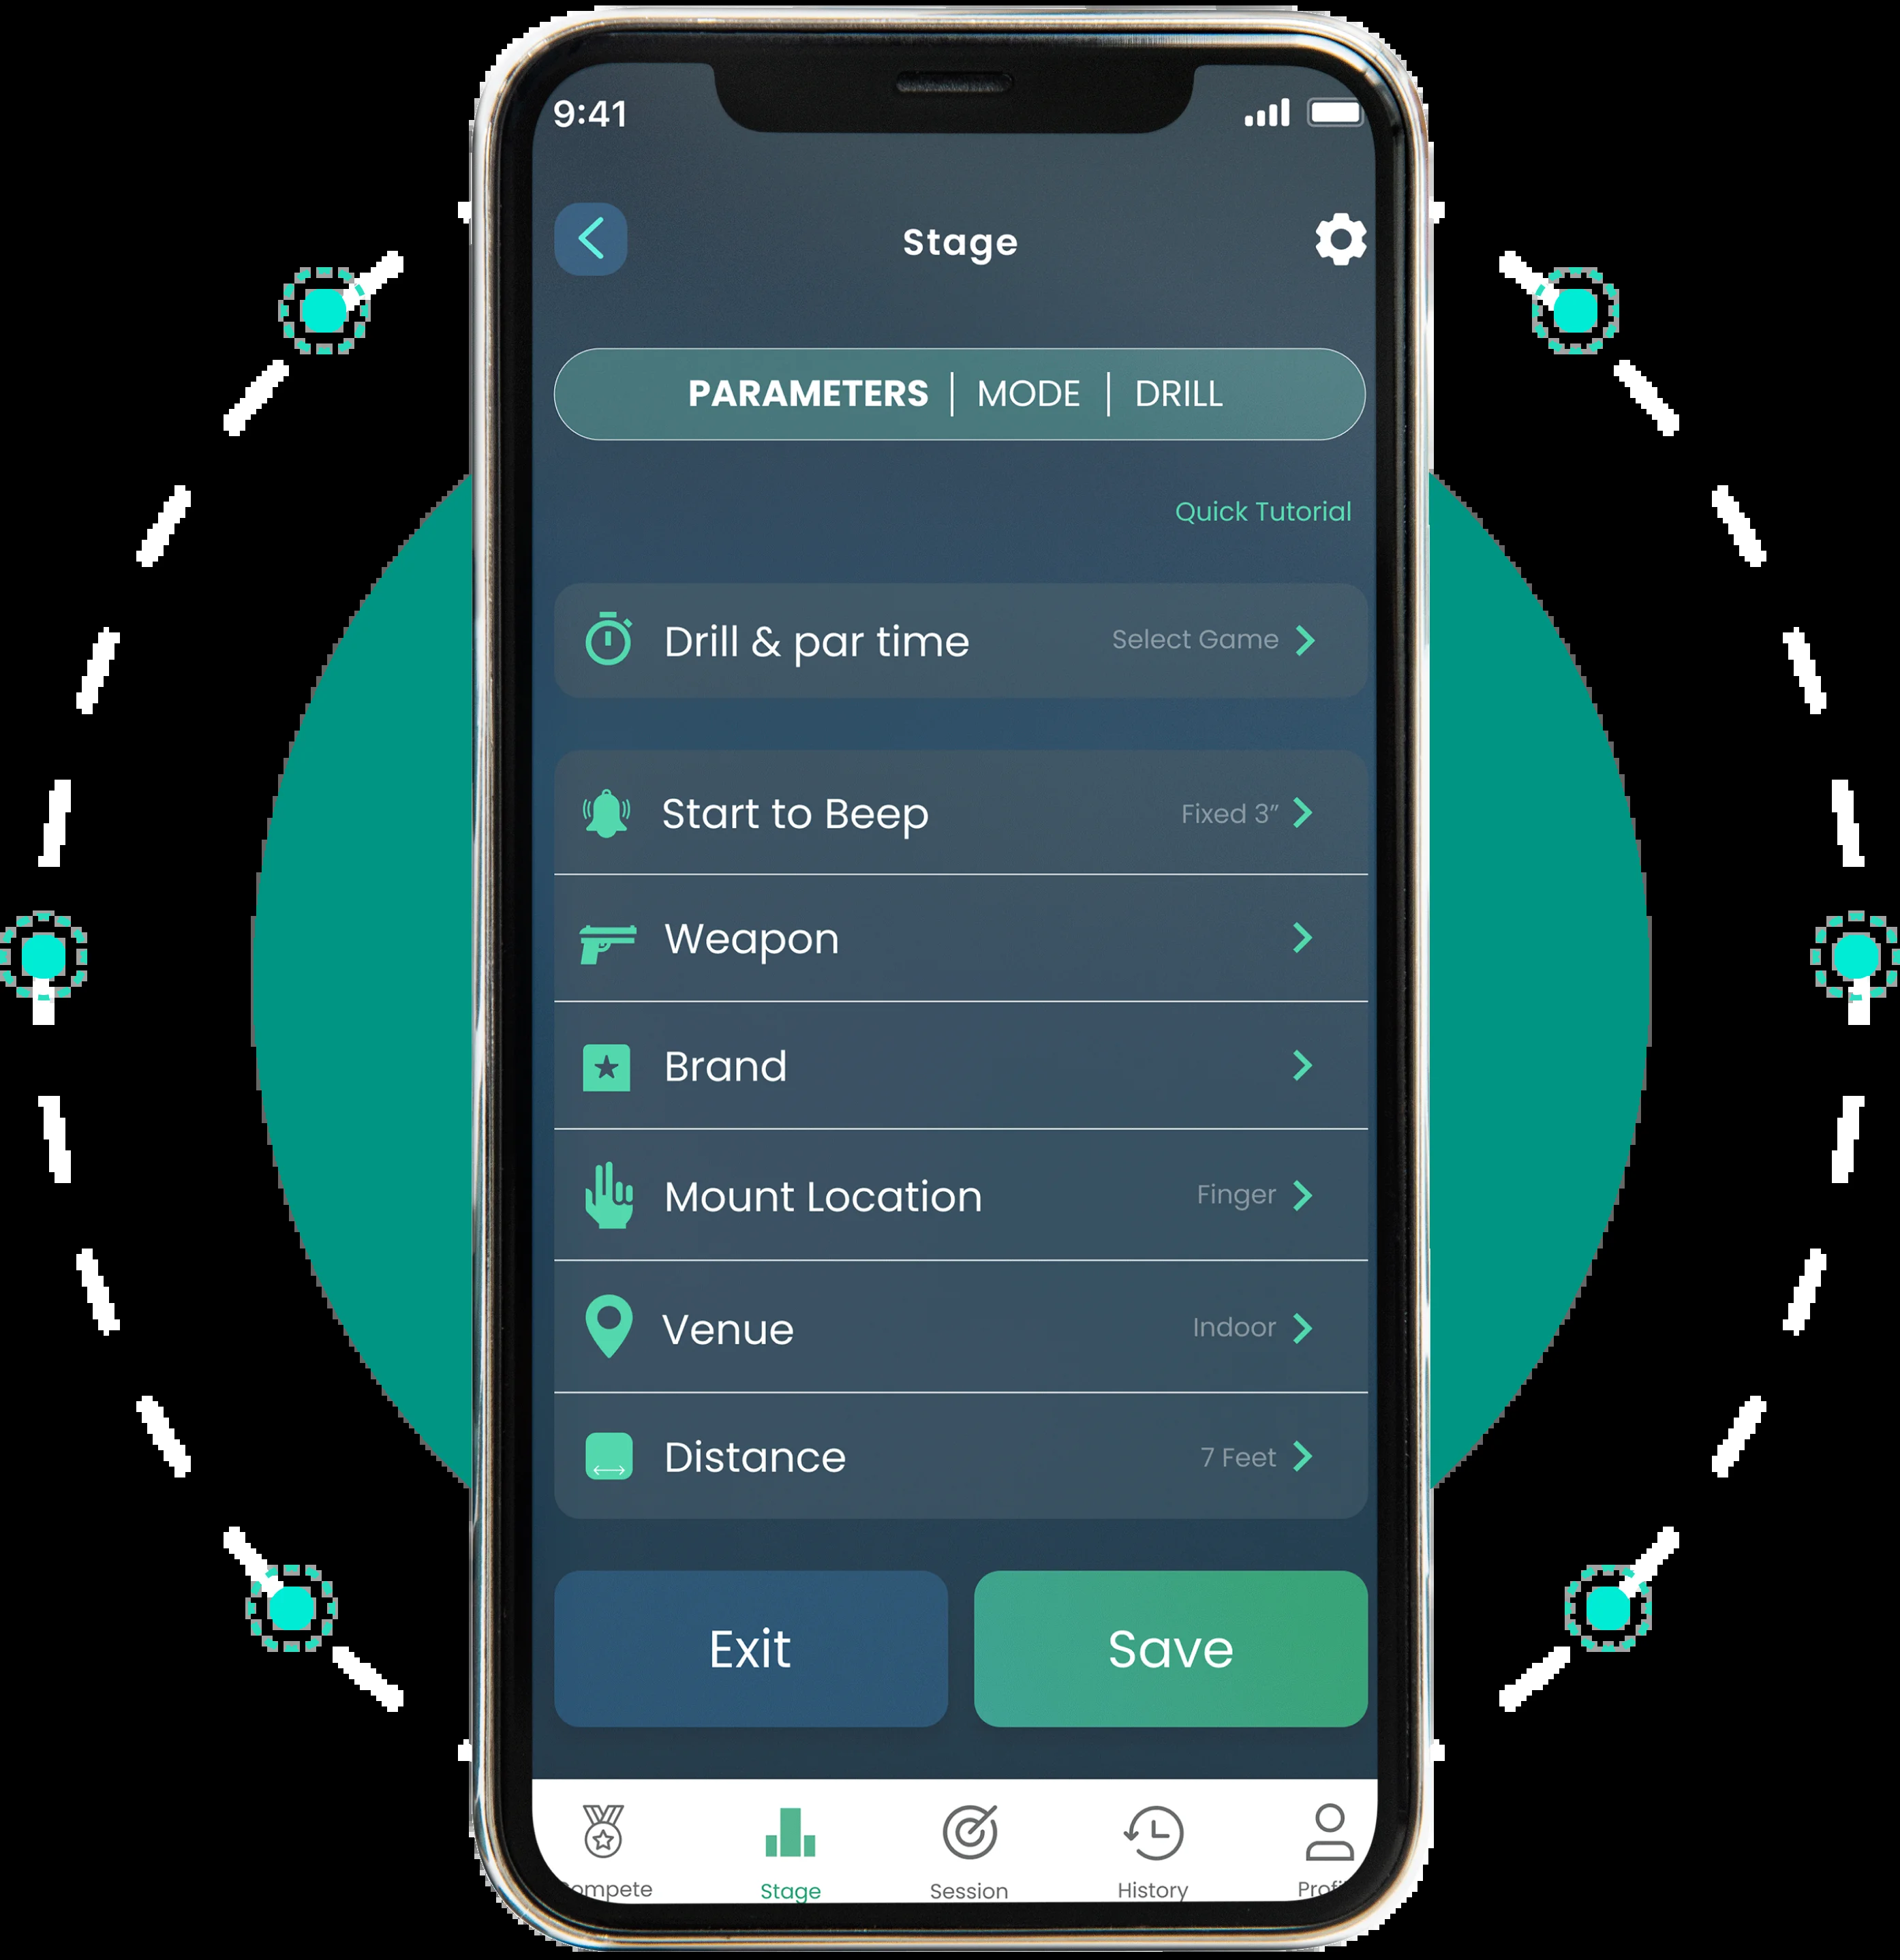 9:41
Stage
PARAMETERS | MODE | DRILL
Quick Tutorial
Drill & par time Select Game
Start to Beep Fixed 3”
Weapon
Brand
Mount Location Finger
Venue Indoor
Distance 7 Feet
Exit Save
ompete Stage Session History Profi